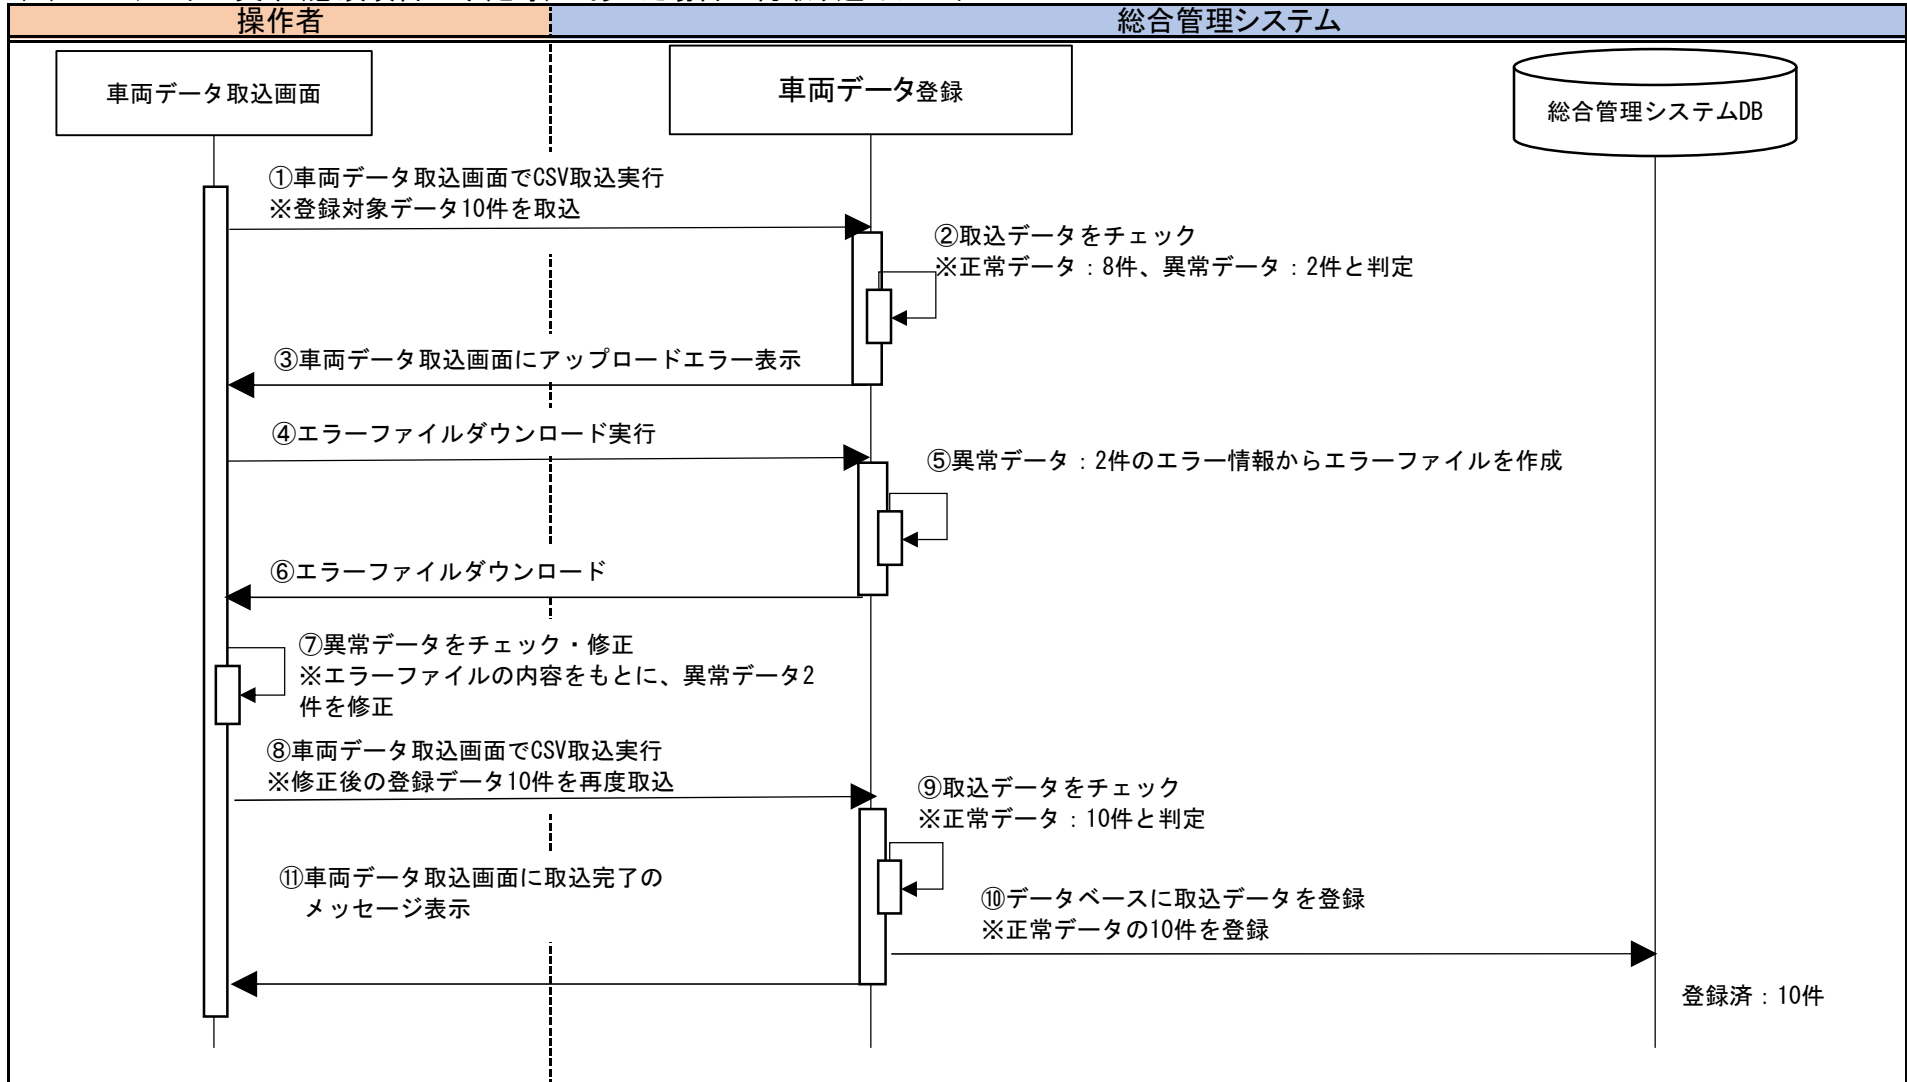 操作者
総合管理システム
車両データ取込画面
車両データ登録
総合管理システムDB
①車両データ取込画面でCSV取込実行
※登録対象データ10件を取込
②取込データをチェック
※正常データ：8件、異常データ：2件と判定
③車両データ取込画面にアップロードエラー表示
④エラーファイルダウンロード実行
⑤異常データ：2件のエラー情報からエラーファイルを作成
⑥エラーファイルダウンロード
⑦異常データをチェック・修正
※エラーファイルの内容をもとに、異常データ2
件を修正
⑧車両データ取込画面でCSV取込実行
※修正後の登録データ10件を再度取込
⑨取込データをチェック
※正常データ：10件と判定
⑪車両データ取込画面に取込完了の
メッセージ表示
⑩データベースに取込データを登録
※正常データの10件を登録
登録済：10件